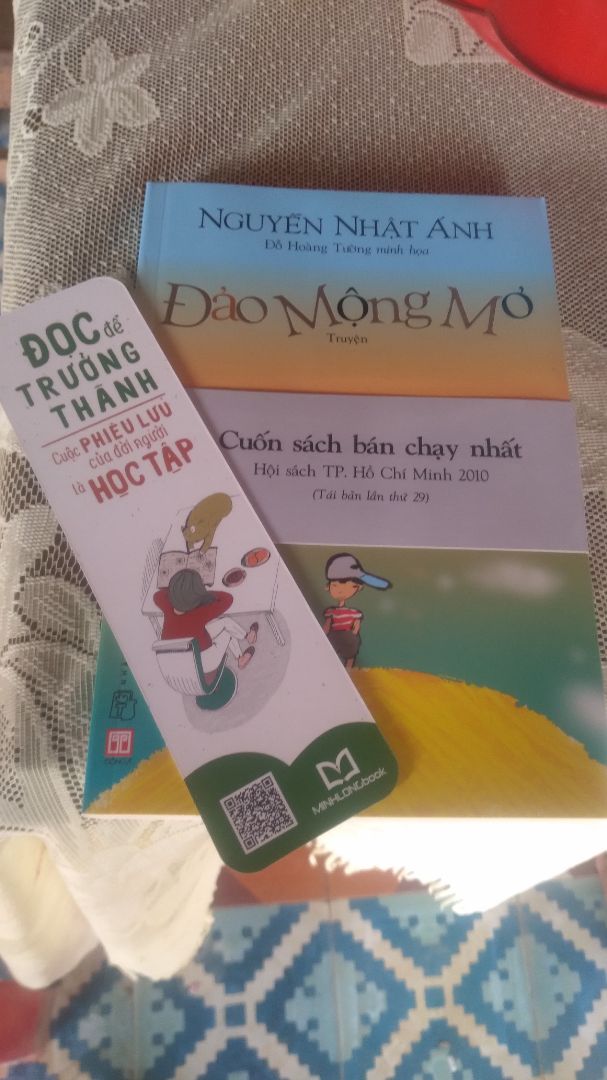 NGUYỄN NHẬT ÁNH
Đỗ Hoàng Tường minh họa
Đảo Mộng Mơ
Truyện
Cuốn sách bán chạy nhất
Hội sách TP. Hồ Chí Minh 2010
(Tái bản lần thứ 29)
ĐỌC để
TRƯỞNG
THÀNH
Cuộc PHIÊU LƯU
của đời người
là HỌC TẬP
MINHLONGbook